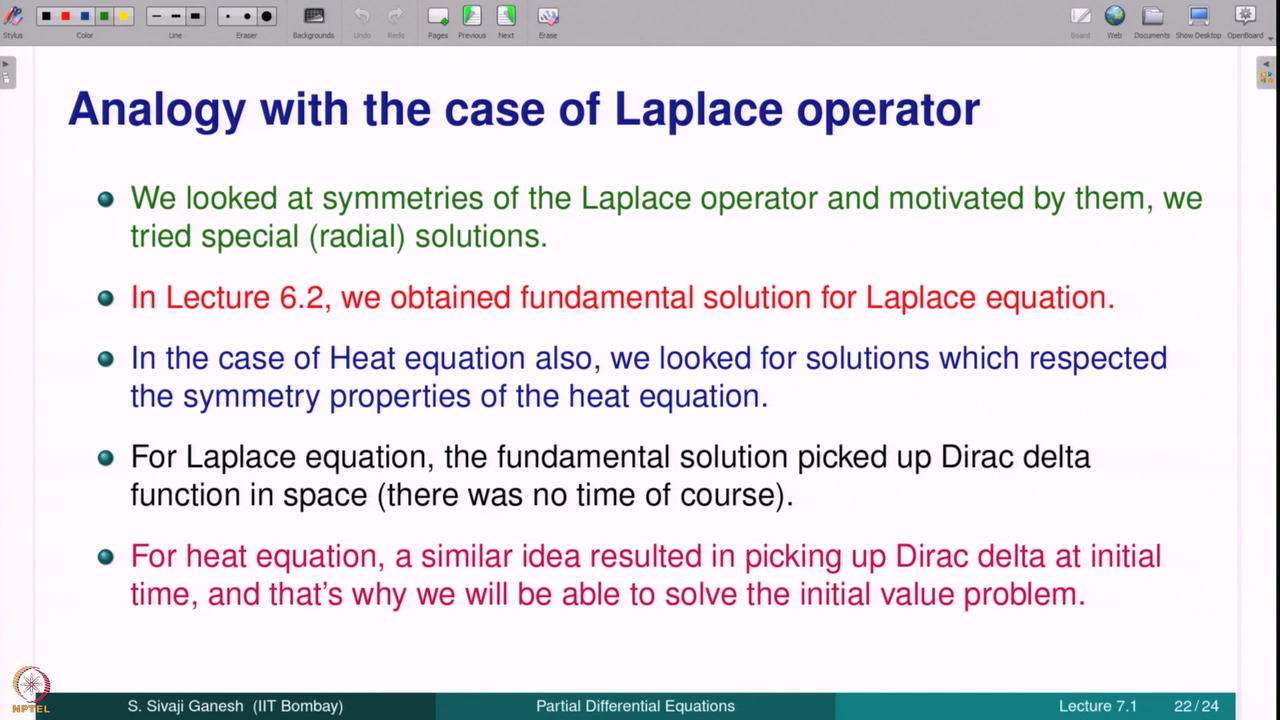 Stylus Color Line Eraser Backgrounds Undo Redo Pages Previous Next Erase Board Web Documents Show Desktop OpenBoard
Analogy with the case of Laplace operator
We looked at symmetries of the Laplace operator and motivated by them, we
tried special (radial) solutions.
In Lecture 6.2, we obtained fundamental solution for Laplace equation.
In the case of Heat equation also, we looked for solutions which respected
the symmetry properties of the heat equation.
For Laplace equation, the fundamental solution picked up Dirac delta
function in space (there was no time of course).
For heat equation, a similar idea resulted in picking up Dirac delta at initial
time, and that's why we will be able to solve the initial value problem.
NPTEL
S. Sivaji Ganesh (IIT Bombay) Partial Differential Equations Lecture 7.1 22 / 24